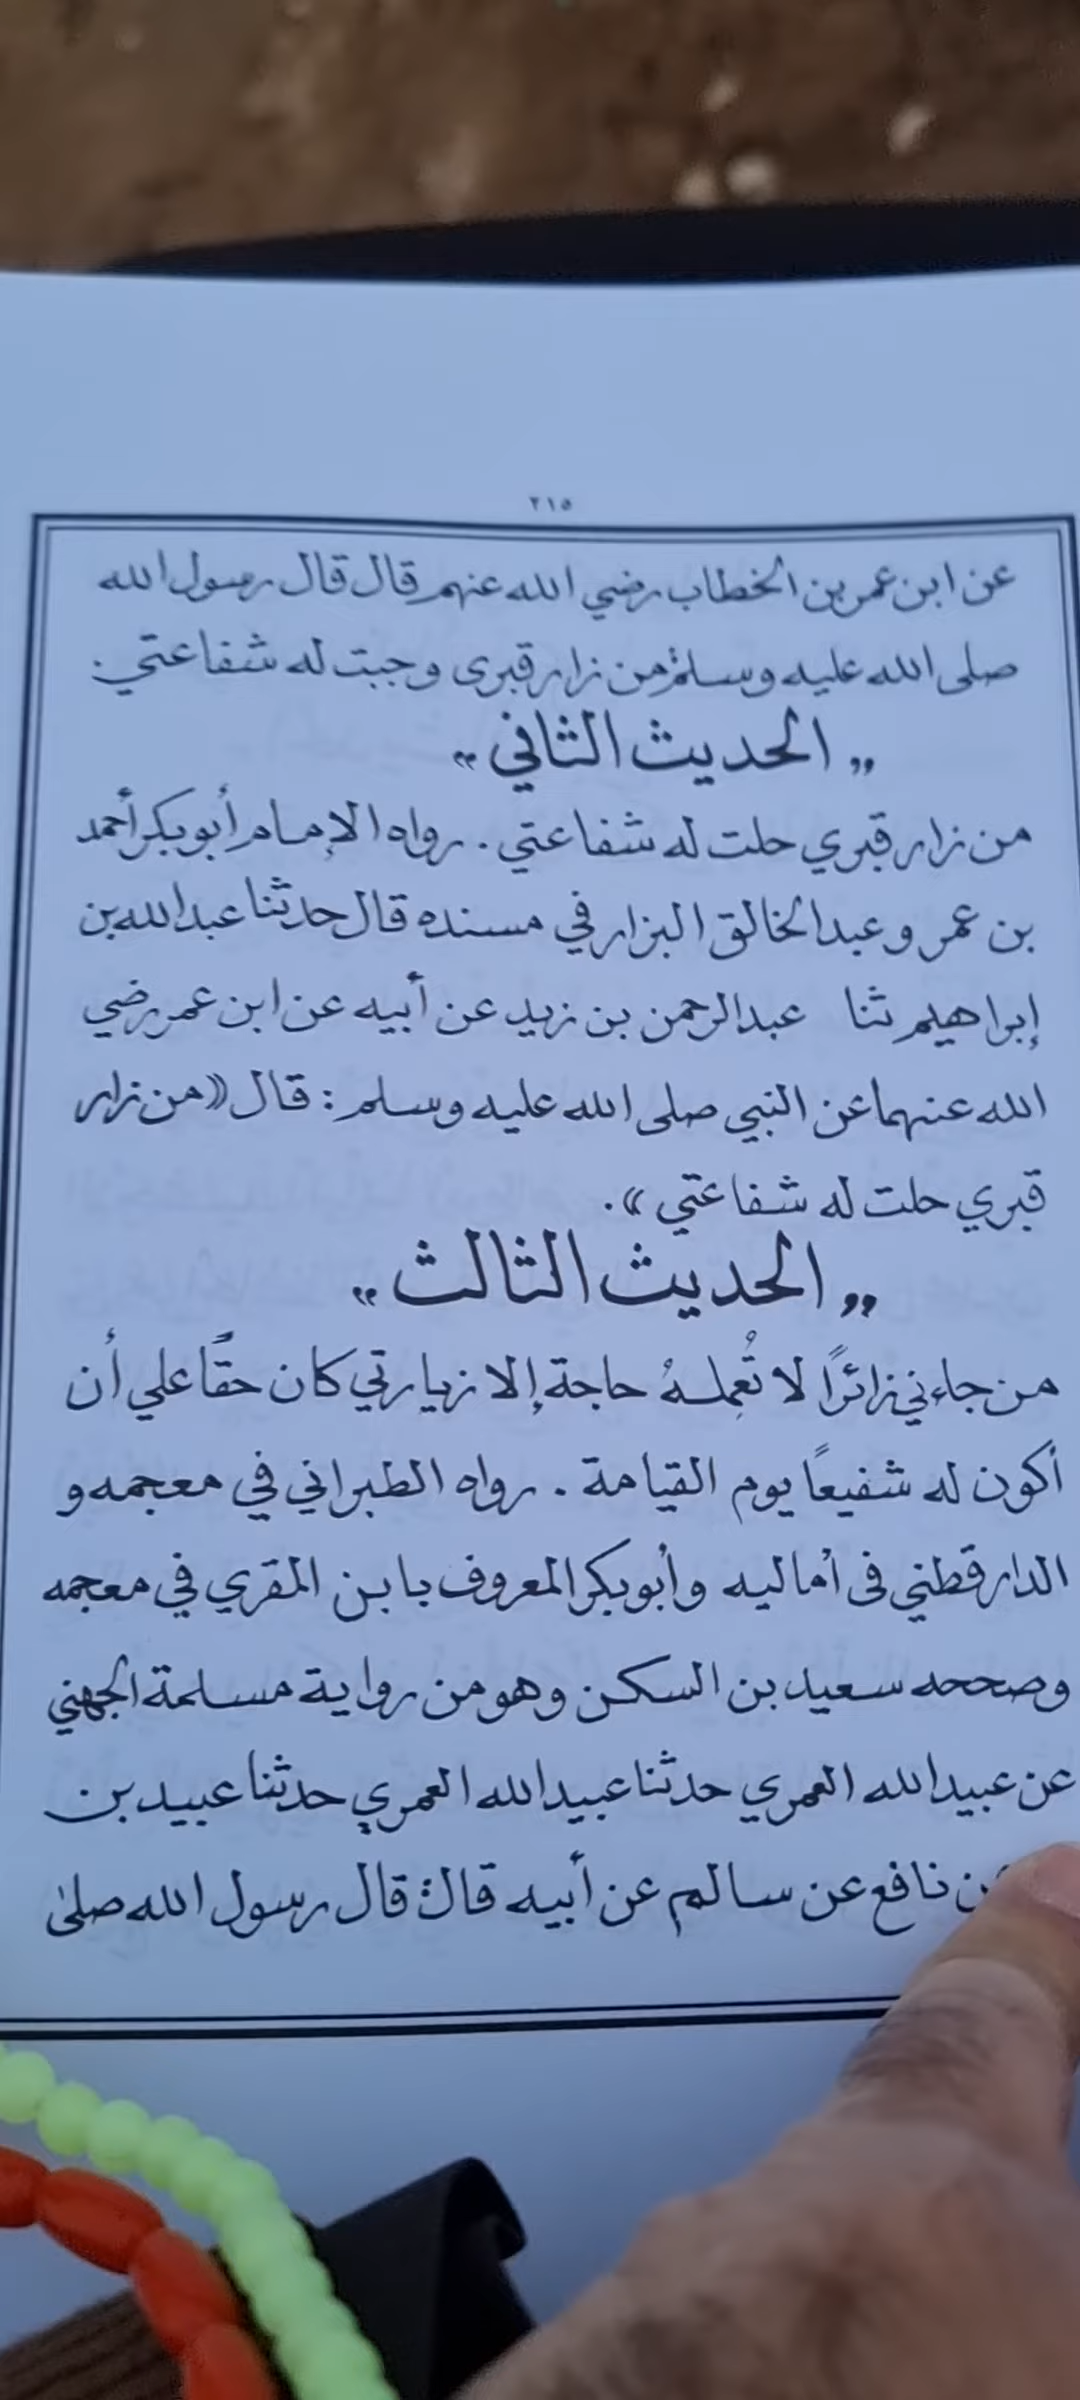 ٢١٥
عن ابن عمر بن الخطاب رضي الله عنهم قال قال رسول الله
صلى الله عليه وسلم من زار قبرى وجبت له شفاعتي:
" الحديث الثاني "
من زار قبري حلت له شفاعتي. رواه الإمام أبو بكر أحمد
بن عمر وعبد الخالق البزار في مسنده قال حدثنا عبد الله بن
إبراهيم ثنا عبد الرحمن بن زيد عن أبيه عن ابن عمر رضي
الله عنهما عن النبي صلى الله عليه وسلم: قال ((من زار
قبري حلت له شفاعتي)).
" الحديث الثالث "
من جاءني زائرًا لا تُعمِلهُ حاجة إلا زيارتي كان حقًا علي أن
أكون له شفيعًا يوم القيامة. رواه الطبراني في معجمه و
الدارقطني فى أماليه وأبو بكر المعروف بابن المقري في معجمه
وصححه سعيد بن السكن وهو من رواية مسلمة الجهني
عن عبيد الله العمري حدثنا عبيد الله العمري حدثنا عبيد بن
نافع عن سالم عن أبيه قال قال رسول الله صلى